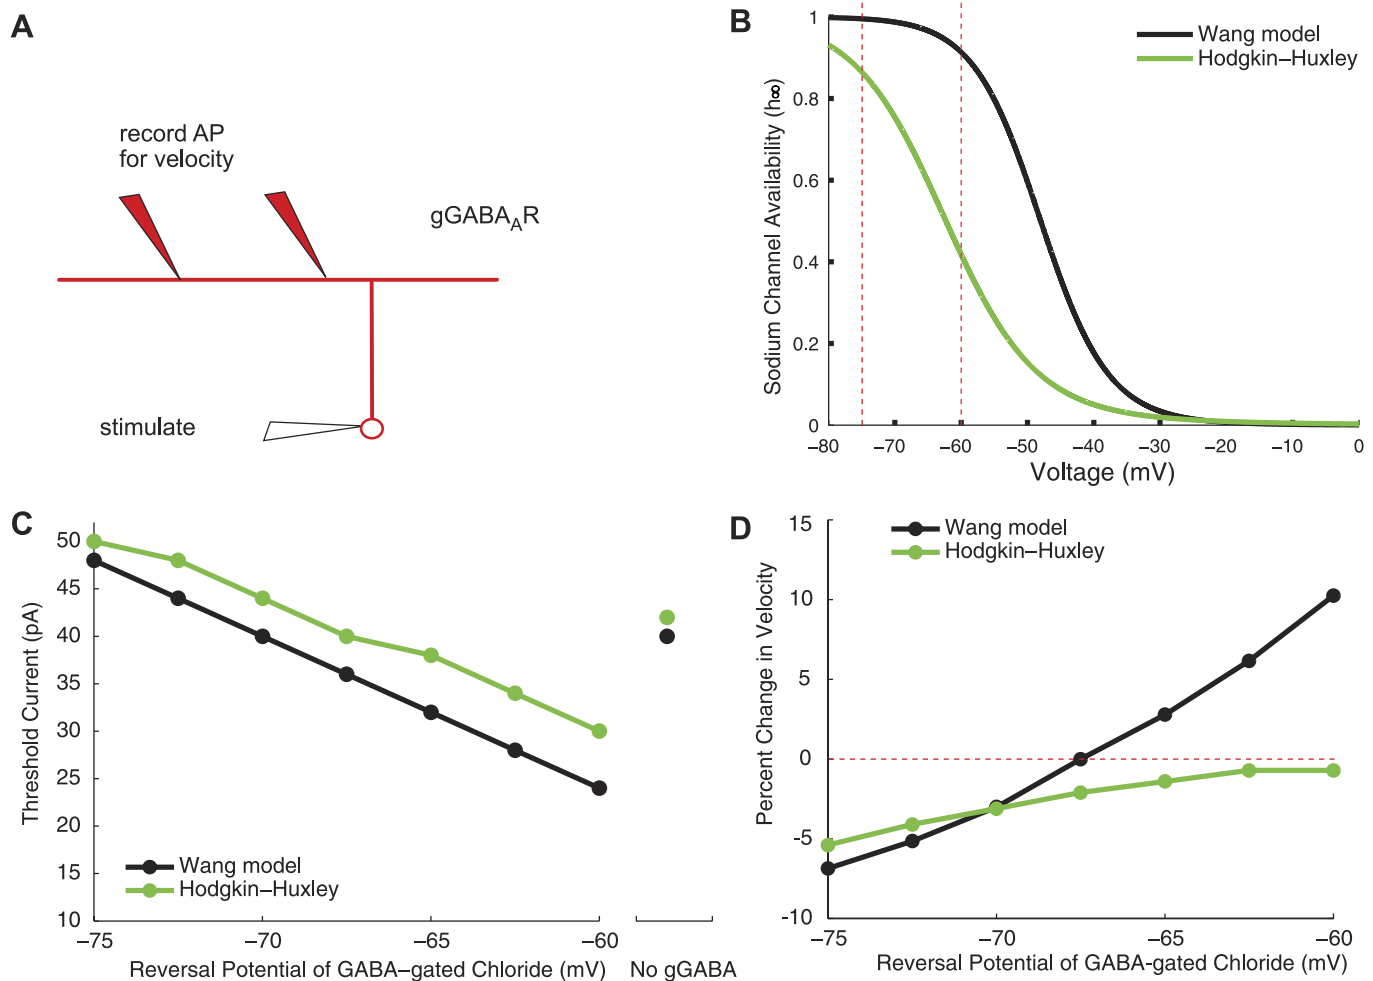 A
record AP
for velocity
gGABAAR
stimulate
B
Wang model
Hodgkin–Huxley
Sodium Channel Availability (h∞)
1
0.8
0.6
0.4
0.2
0
−80 −70 −60 −50 −40 −30 −20 −10 0
Voltage (mV)
C
Threshold Current (pA)
50
45
40
35
30
25
20
15
10
Wang model
Hodgkin–Huxley
−75 −70 −65 −60
Reversal Potential of GABA–gated Chloride (mV) No gGABA
D
Wang model
Hodgkin–Huxley
Percent Change in Velocity
15
10
5
0
-5
-10
−75 −70 −65 −60
Reversal Potential of GABA-gated Chloride (mV)